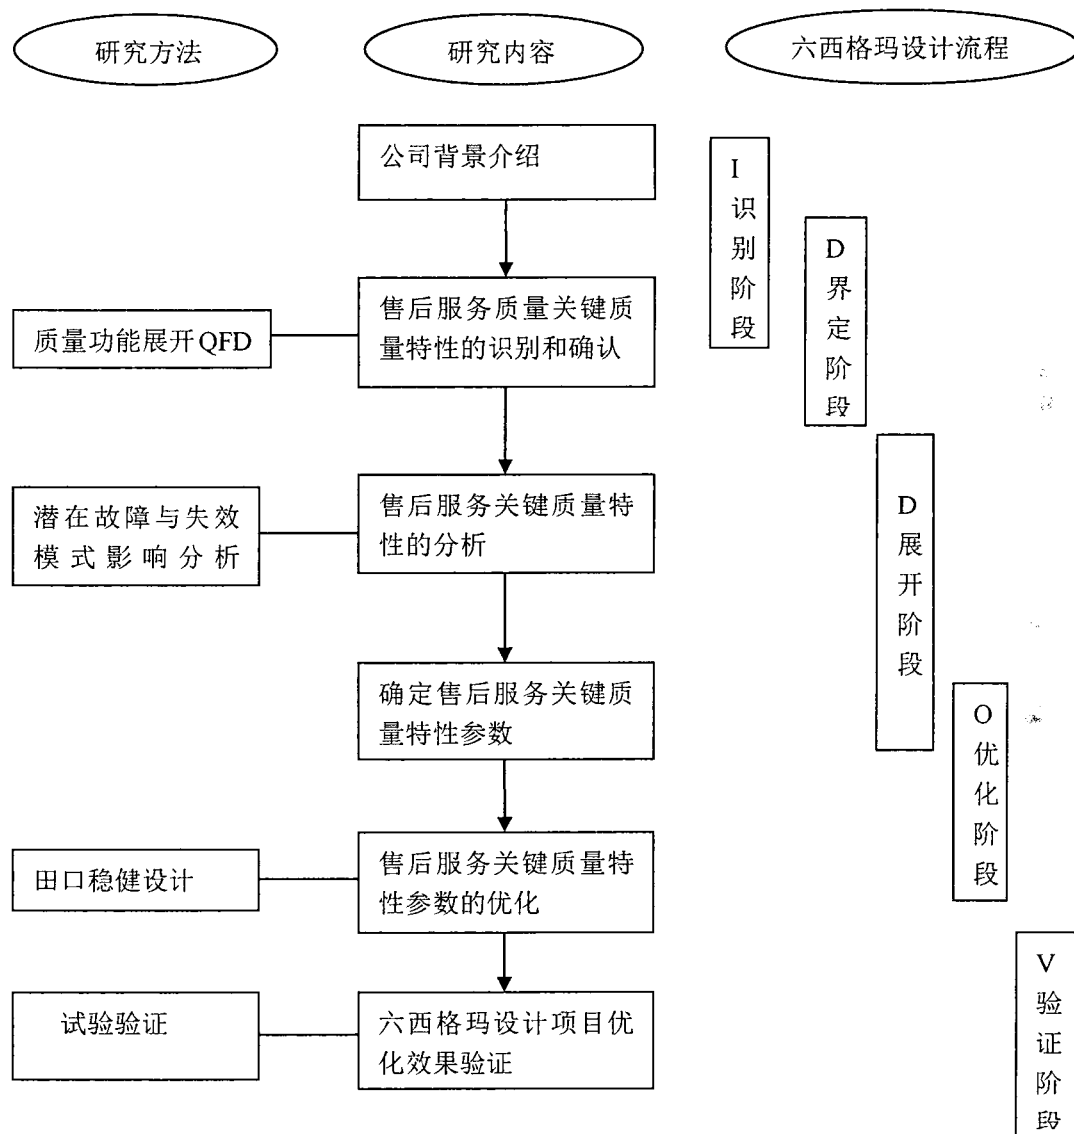 研究方法
研究内容
六西格玛设计流程
公司背景介绍
质量功能展开QFD
售后服务质量关键质
量特性的识别和确认
潜在故障与失效
模式影响分析
售后服务关键质量特
性的分析
确定售后服务关键质
量特性参数
田口稳健设计
售后服务关键质量特
性参数的优化
试验验证
六西格玛设计项目优
化效果验证
I
识
别
阶
段
D
界
定
阶
段
D
展
开
阶
段
O
优
化
阶
段
V
验
证
阶
段